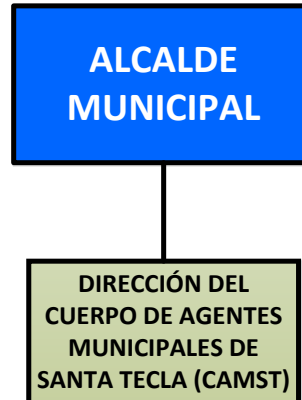 ALCALDE
MUNICIPAL
DIRECCIÓN DEL
CUERPO DE AGENTES
MUNICIPALES DE
SANTA TECLA (CAMST)